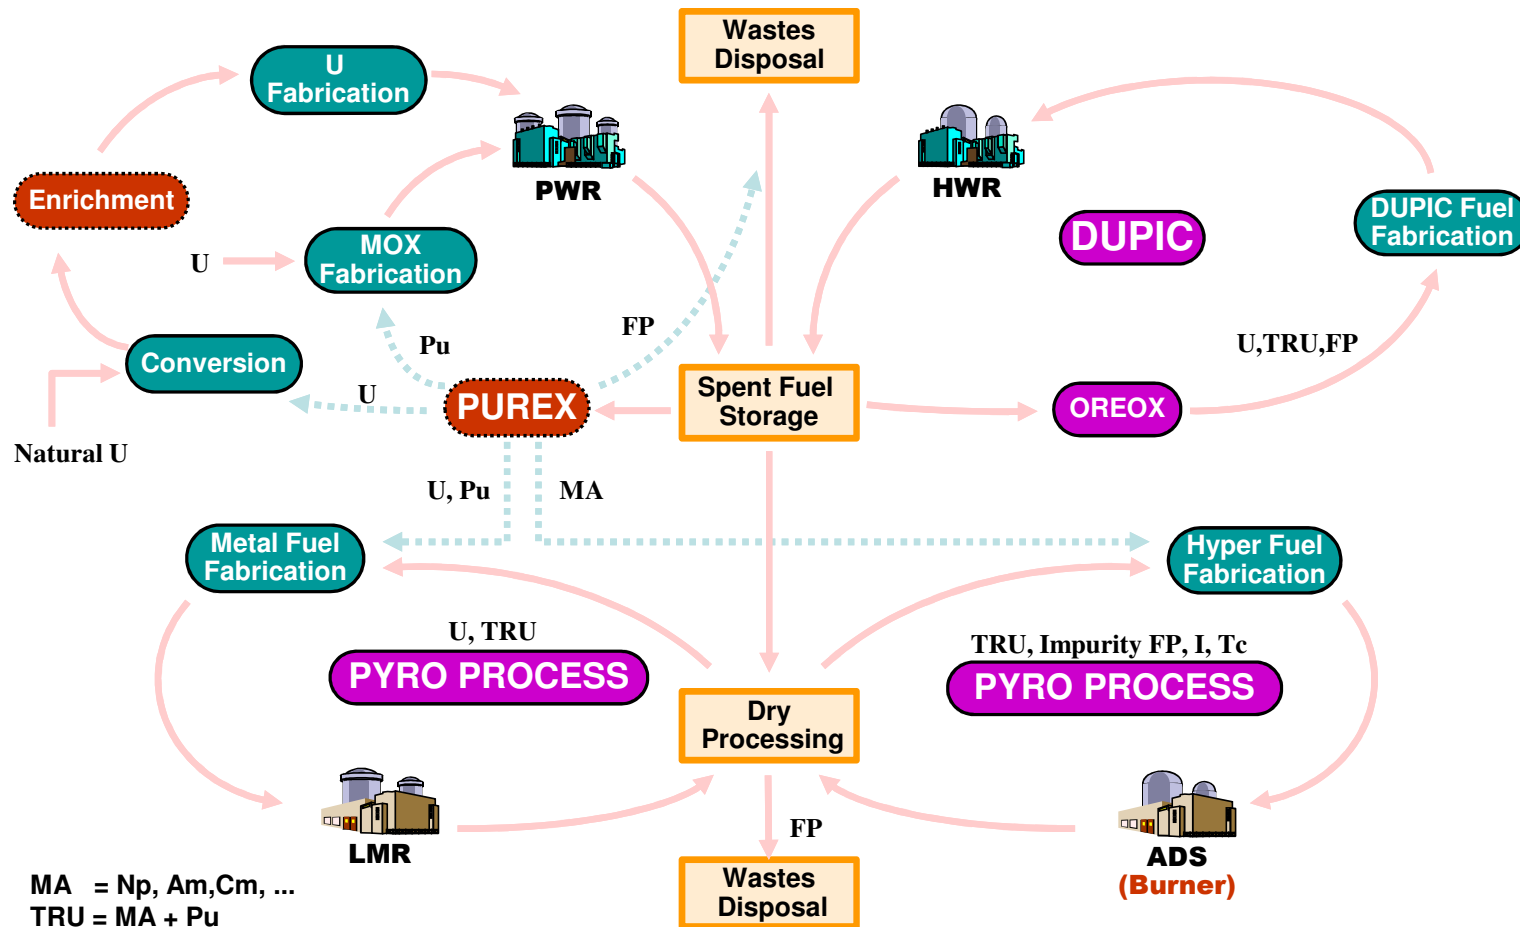 Wastes
Disposal
U
Fabrication
PWR
HWR
Enrichment
MOX
Fabrication
U
DUPIC
DUPIC Fuel
Fabrication
FP
Pu
U,TRU,FP
Conversion
U
PUREX
Spent Fuel
Storage
OREOX
Natural U
U, Pu
MA
Metal Fuel
Fabrication
Hyper Fuel
Fabrication
U, TRU
PYRO PROCESS
TRU, Impurity FP, I, Tc
PYRO PROCESS
Dry
Processing
FP
LMR
ADS
(Burner)
Wastes
Disposal
MA = Np, Am,Cm, ...
TRU = MA + Pu